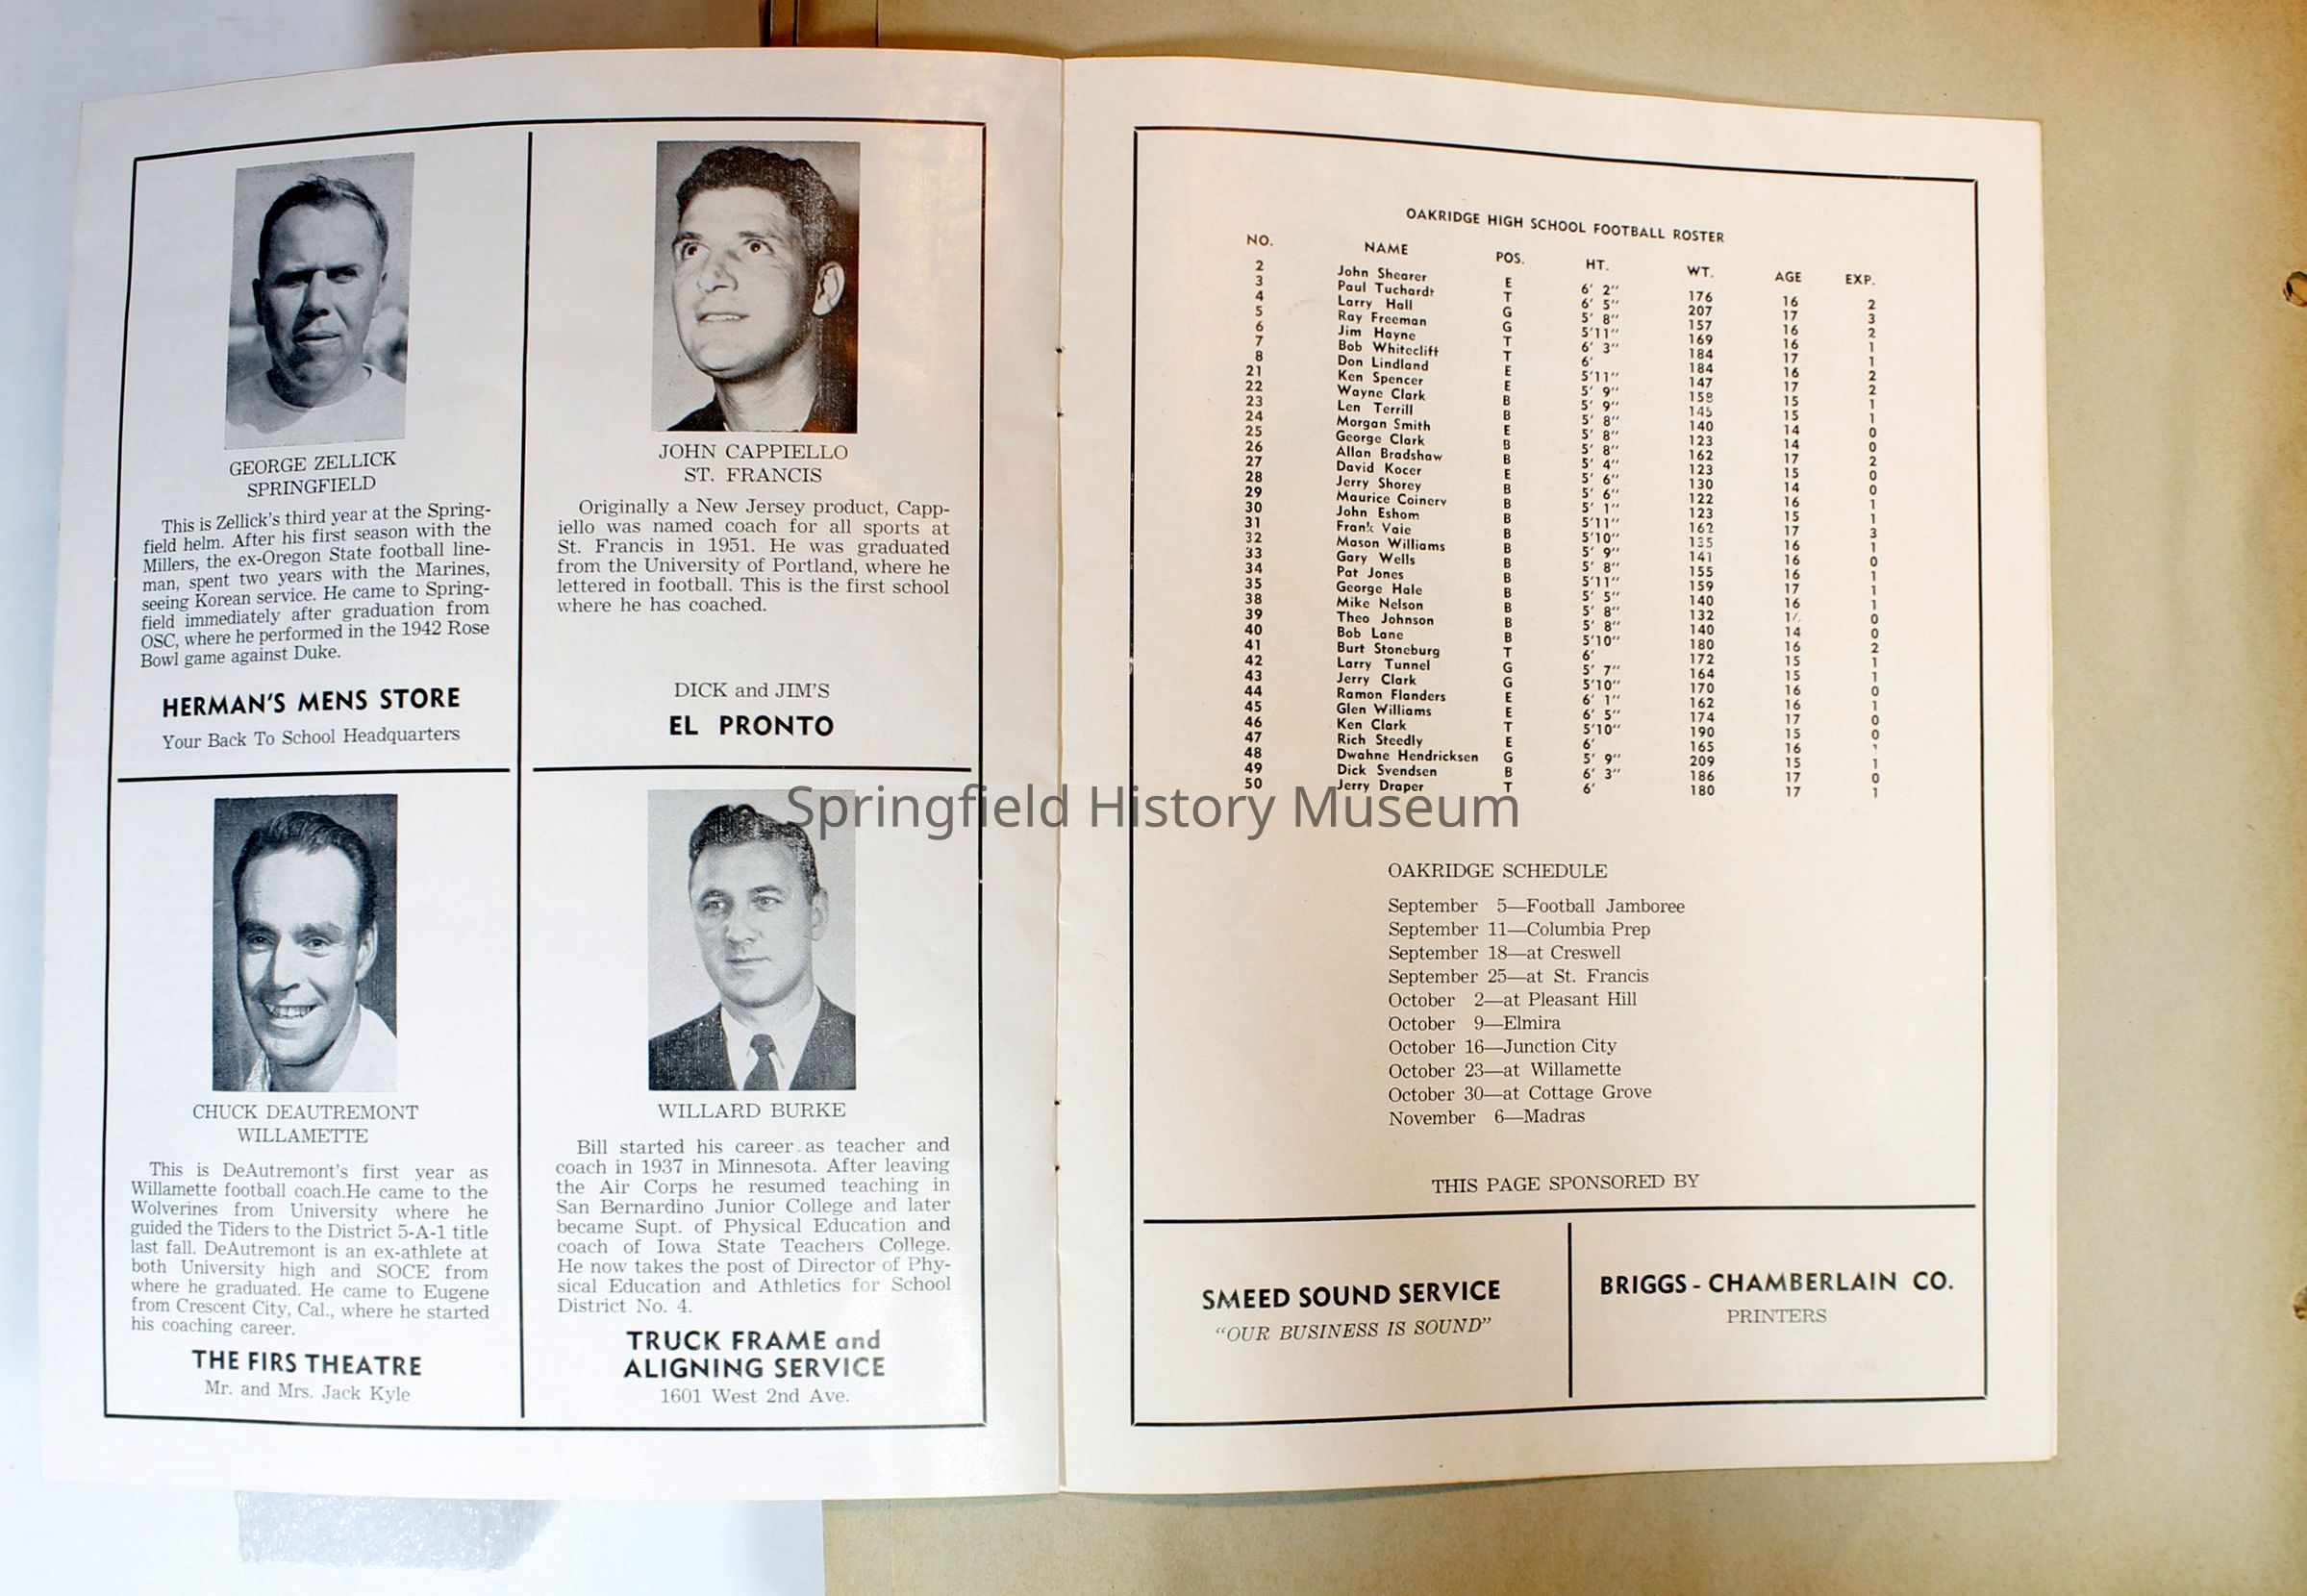 GEORGE ZELLICK
SPRINGFIELD
This is Zellick's third year at the Spring-
field helm. After his first season with the
Millers, the ex-Oregon State football line-
man, spent two years with the Marines,
seeing Korean service. He came to Spring-
field immediately after graduation from
OSC, where he performed in the 1942 Rose
Bowl game against Duke.
HERMAN'S MENS STORE
Your Back To School Headquarters
JOHN CAPPIELLO
ST. FRANCIS
Originally a New Jersey product, Capp-
iello was named coach for all sports at
St. Francis in 1951. He was graduated
from the University of Portland, where he
lettered in football. This is the first school
where he has coached.
DICK and JIM'S
EL PRONTO
CHUCK DEAUTREMONT
WILLAMETTE
This is DeAutremont's first year as
Willamette football coach.He came to the
Wolverines from University where he
guided the Tiders to the District 5-A-1 title
last fall. DeAutremont is an ex-athlete at
both University high and SOCE from
where he graduated. He came to Eugene
from Crescent City, Cal., where he started
his coaching career.
THE FIRS THEATRE
Mr. and Mrs. Jack Kyle
WILLARD BURKE
Bill started his career as teacher and
coach in 1937 in Minnesota. After leaving
the Air Corps he resumed teaching in
San Bernardino Junior College and later
became Supt. of Physical Education and
coach of Iowa State Teachers College.
He now takes the post of Director of Phy-
sical Education and Athletics for School
District No. 4.
TRUCK FRAME and
ALIGNING SERVICE
1601 West 2nd Ave.
OAKRIDGE HIGH SCHOOL FOOTBALL ROSTER
NO. NAME POS. HT. WT. AGE EXP.
2 John Shearer E 6' 2" 176 16 2
3 Paul Tuchardt T 6' 5" 207 17 3
4 Larry Hall G 5' 8" 157 16 2
5 Ray Freeman G 5'11" 169 16 1
6 Jim Hayne T 6' 3" 184 17 1
7 Bob Whitecliff T 6' 184 16 2
8 Don Lindland E 5'11" 147 17 2
21 Ken Spencer E 5' 9" 158 15 1
22 Wayne Clark B 5' 9" 145 15 1
23 Len Terrill B 5' 8" 140 14 0
24 Morgan Smith E 5' 8" 123 14 0
25 George Clark B 5' 8" 162 17 2
26 Allan Bradshaw B 5' 4" 123 15 0
27 David Kocer E 5' 6" 130 14 0
28 Jerry Shorey B 5' 6" 122 16 1
29 Maurice Coinery B 5' 1" 123 15 1
30 John Eshom B 5'11" 162 17 3
31 Frank Vaie B 5'10" 135 16 1
32 Mason Williams B 5' 9" 141 16 0
33 Gary Wells B 5' 8" 155 16 1
34 Pat Jones B 5'11" 159 17 1
35 George Hale B 5' 5" 140 16 1
38 Mike Nelson B 5' 8" 132 0
39 Theo Johnson B 5' 8" 140 14 0
40 Bob Lane B 5'10" 180 16 2
41 Burt Stoneburg T 6' 172 15 1
42 Larry Tunnel G 5' 7" 164 15 1
43 Jerry Clark G 5'10" 170 16 0
44 Ramon Flanders E 6' 1" 162 16 1
45 Glen Williams E 6' 5" 174 17 0
46 Ken Clark T 5'10" 190 15 0
47 Rich Steedly E 6' 165 16
48 Dwahne Hendricksen G 5' 9" 209 15 1
49 Dick Svendsen B 6' 3" 186 17 0
50 Jerry Draper T 6' 180 17 1
Springfield History Museum
OAKRIDGE SCHEDULE
September 5—Football Jamboree
September 11—Columbia Prep
September 18—at Creswell
September 25—at St. Francis
October 2—at Pleasant Hill
October 9—Elmira
October 16—Junction City
October 23—at Willamette
October 30—at Cottage Grove
November 6—Madras
THIS PAGE SPONSORED BY
SMEED SOUND SERVICE
"OUR BUSINESS IS SOUND"
BRIGGS - CHAMBERLAIN CO.
PRINTERS